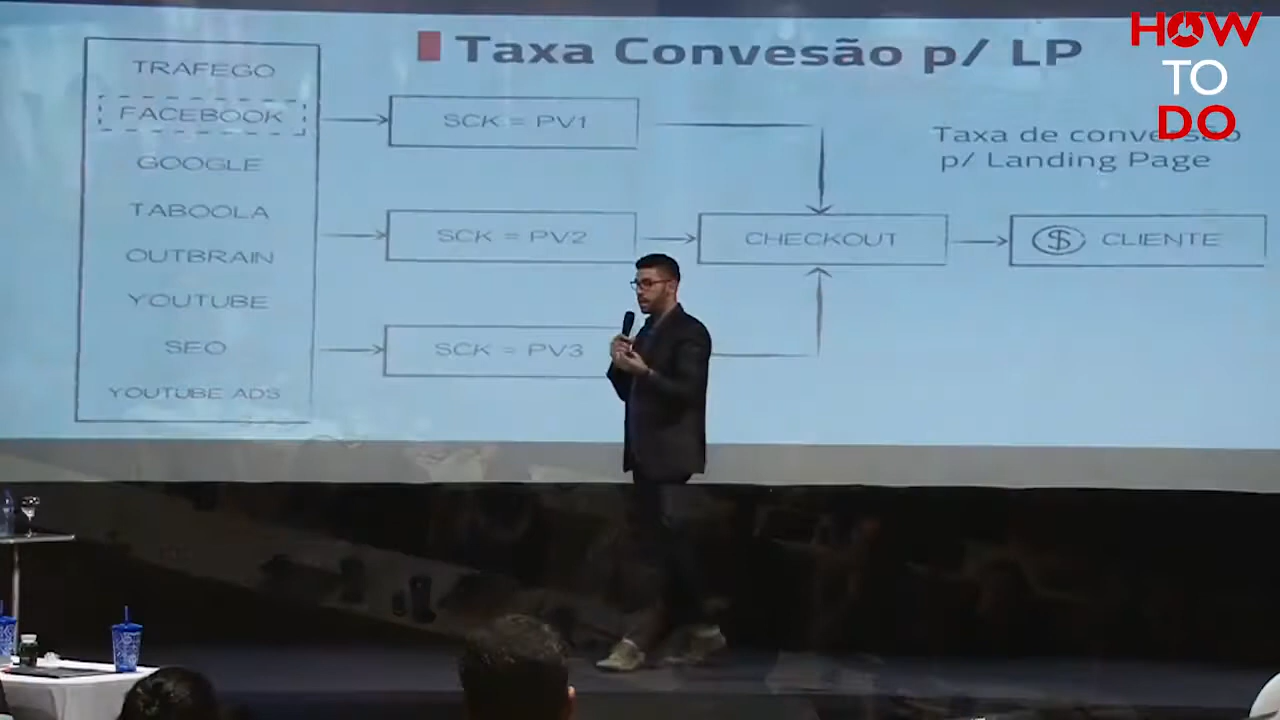 Taxa Convesão p/ LP
HOW
TO
DO
TRAFEGO
FACEBOOK
GOOGLE
TABOOLA
OUTBRAIN
YOUTUBE
SEO
YOUTUBE ADS
SCK = PV1
SCK = PV2
SCK = PV3
CHECKOUT
$ CLIENTE
Taxa de conversão
p/ Landing Page